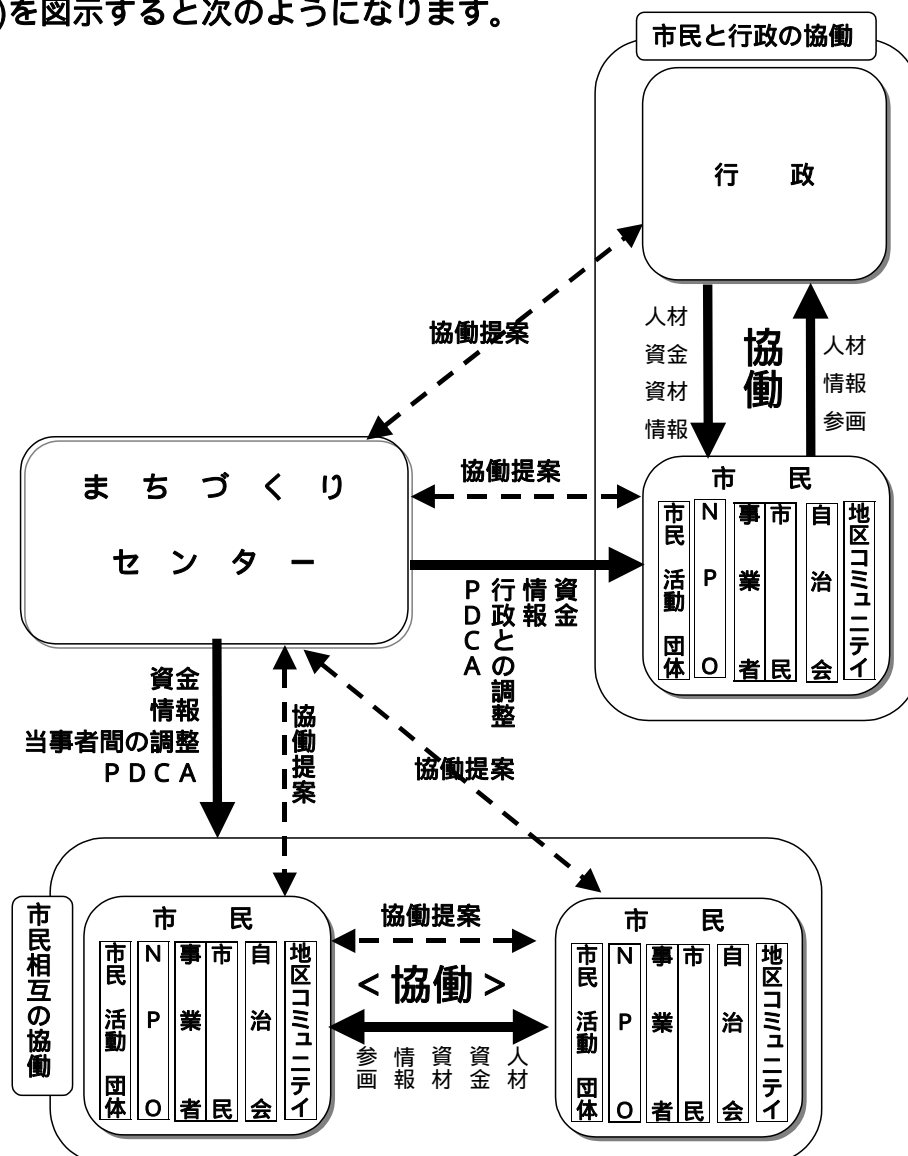 )を図示すると次のようになります。
市民と行政の協働
行　政
協働提案
人材
資金
資材
情報
協働
人材
情報
参画
まちづくり
センター
協働提案
資金
情報
行政との調整
PDCA
市　民
市民活動団体
NPO
事業者
市民
自治会
地区コミュニテイ
資金
情報
当事者間の調整
PDCA
協働提案
協働提案
市民相互の協働
市　民
市民活動団体
NPO
事業者
市民
自治会
地区コミュニテイ
協働提案
<協働>
人材
資金
資材
情報
参画
市　民
市民活動団体
NPO
事業者
市民
自治会
地区コミュニテイ